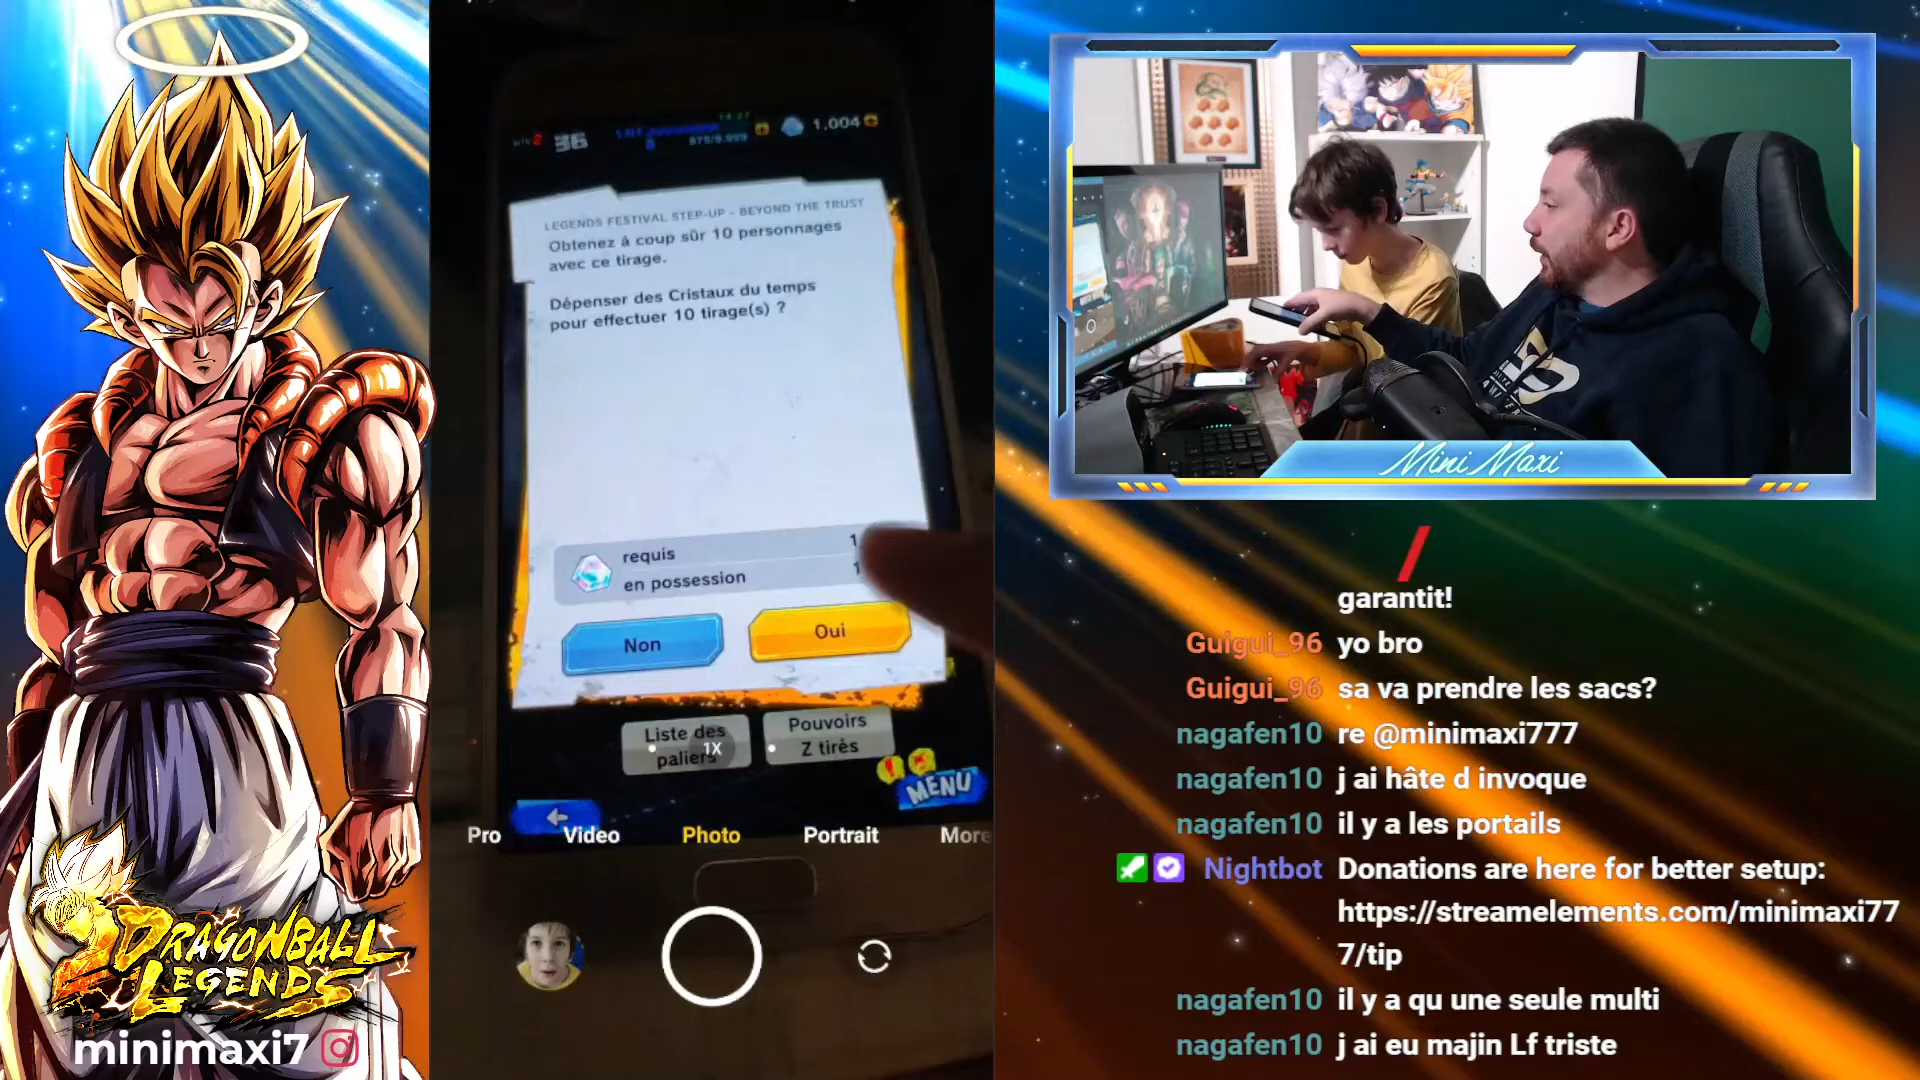 36
1,004
LEGENDS FESTIVAL STEP-UP - BEYOND THE TRUST
Obtenez à coup sûr 10 personnages
avec ce tirage.
Dépenser des Cristaux du temps
pour effectuer 10 tirage(s) ?
requis 1
en possession 1
Non
Oui
Liste des
paliers
1X
Pouvoirs
Z tirés
MENU
Pro
Video
Photo
Portrait
More
DRAGONBALL
LEGENDS
minimaxi7
Mini Maxi
garantit!
Guigui_96 yo bro
Guigui_96 sa va prendre les sacs?
nagafen10 re @minimaxi777
nagafen10 j ai hâte d invoque
nagafen10 il y a les portails
Nightbot Donations are here for better setup:
https://streamelements.com/minimaxi77
7/tip
nagafen10 il y a qu une seule multi
nagafen10 j ai eu majin Lf triste